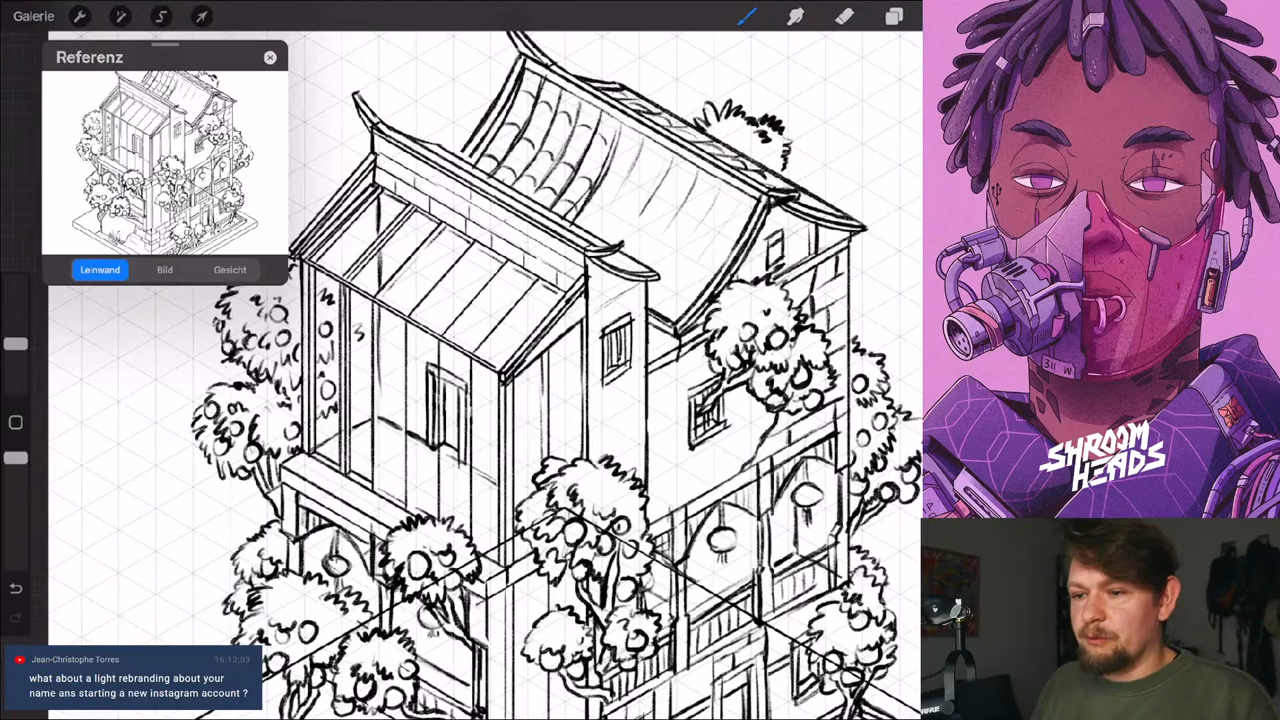 Galerie
Referenz
Leinwand
Bild
Gesicht
Jean-Christophe Torres
16:12:03
what about a light rebranding about your
name ans starting a new instagram account ?
311 W
SHROOM
HEADS